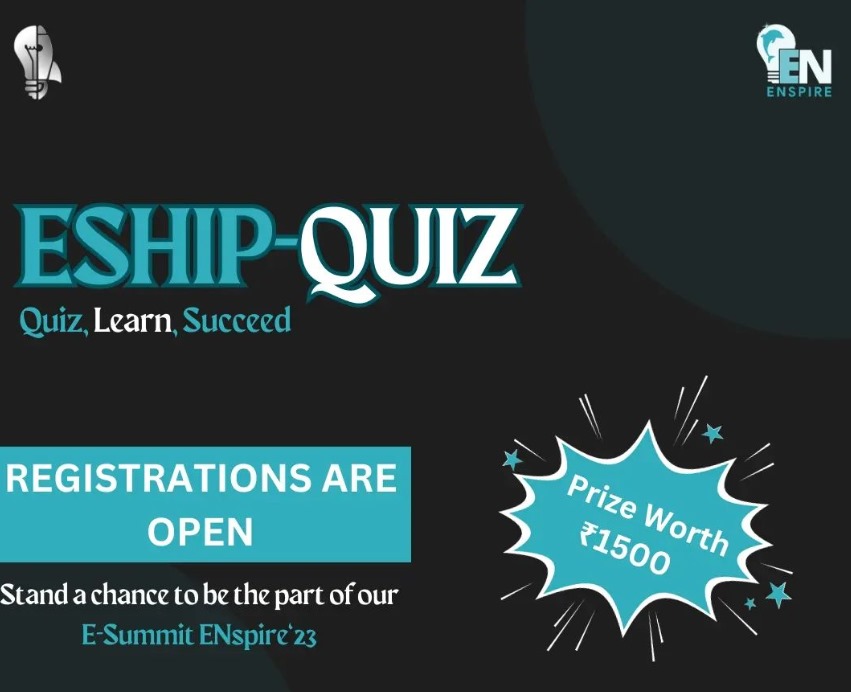 EN
ENSPIRE
ESHIP-QUIZ
Quiz, Learn, Succeed
REGISTRATIONS ARE
OPEN
Stand a chance to be the part of our
E-Summit ENspire‘23
Prize Worth
₹1500